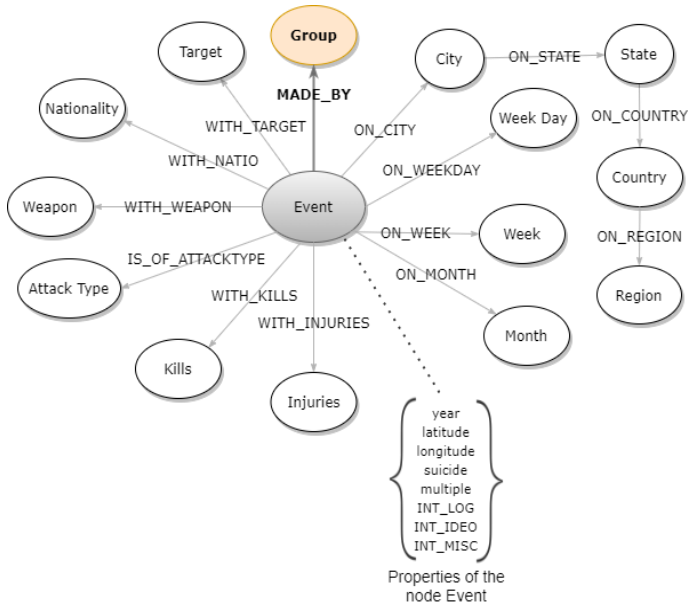 Group
Target
City
ON_STATE
State
MADE_BY
Nationality
Week Day
ON_COUNTRY
WITH_TARGET
ON_CITY
WITH_NATIO
ON_WEEKDAY
Country
Weapon
WITH_WEAPON
Event
ON_WEEK
Week
ON_REGION
IS_OF_ATTACKTYPE
ON_MONTH
Attack Type
WITH_KILLS
Region
WITH_INJURIES
Month
Kills
Injuries
year
latitude
longitude
suicide
multiple
INT_LOG
INT_IDEO
INT_MISC
Properties of the
node Event